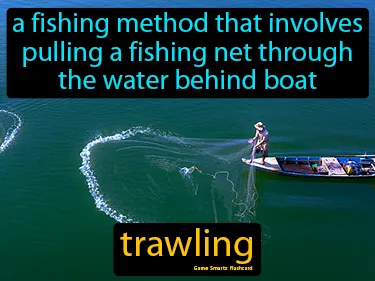 a fishing method that involves
pulling a fishing net through
the water behind boat
trawling
Game Smartz flashcard